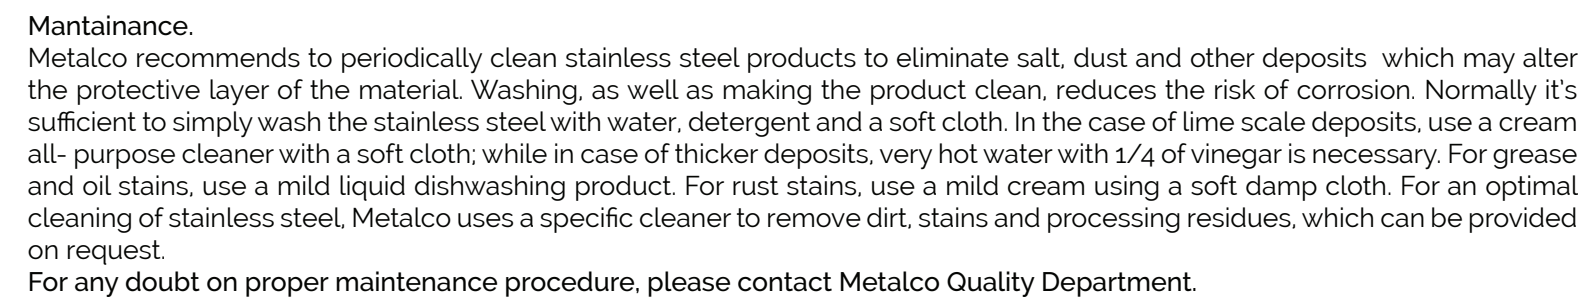 Mantainance.
Metalco recommends to periodically clean stainless steel products to eliminate salt, dust and other deposits  which may alter
the protective layer of the material. Washing, as well as making the product clean, reduces the risk of corrosion. Normally it's
sufficient to simply wash the stainless steel with water, detergent and a soft cloth. In the case of lime scale deposits, use a cream
all- purpose cleaner with a soft cloth; while in case of thicker deposits, very hot water with 1/4 of vinegar is necessary. For grease
and oil stains, use a mild liquid dishwashing product. For rust stains, use a mild cream using a soft damp cloth. For an optimal
cleaning of stainless steel, Metalco uses a specific cleaner to remove dirt, stains and processing residues, which can be provided
on request.
For any doubt on proper maintenance procedure, please contact Metalco Quality Department.